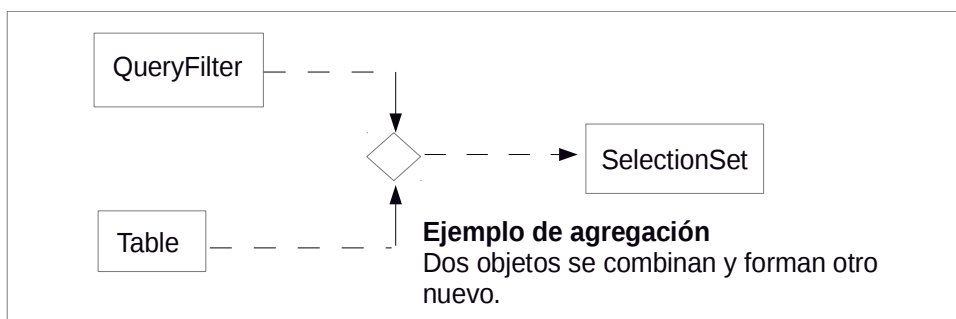 QueryFilter
SelectionSet
Table
Ejemplo de agregación
Dos objetos se combinan y forman otro
nuevo.